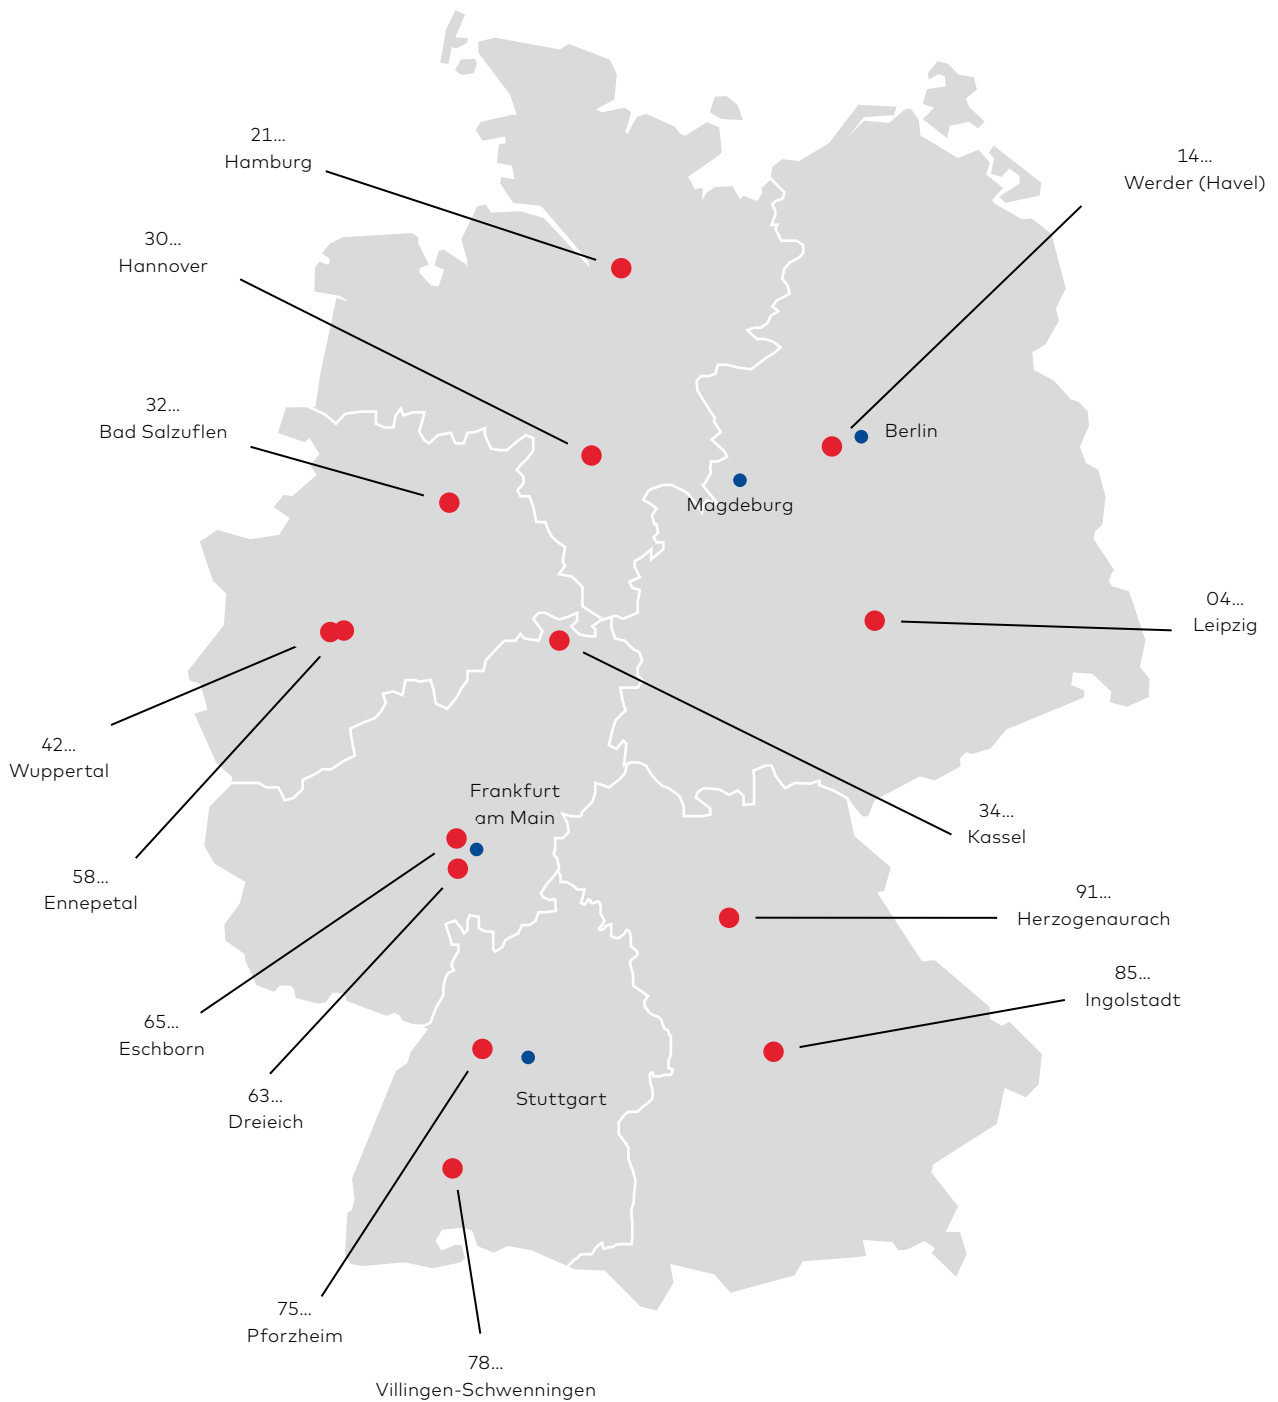 21...
Hamburg
14...
Werder (Havel)
30...
Hannover
32...
Bad Salzuflen
Berlin
Magdeburg
04...
Leipzig
42...
Wuppertal
Frankfurt
am Main
34...
Kassel
58...
Ennepetal
91...
Herzogenaurach
85...
Ingolstadt
65...
Eschborn
63...
Dreieich
Stuttgart
75...
Pforzheim
78...
Villingen-Schwenningen